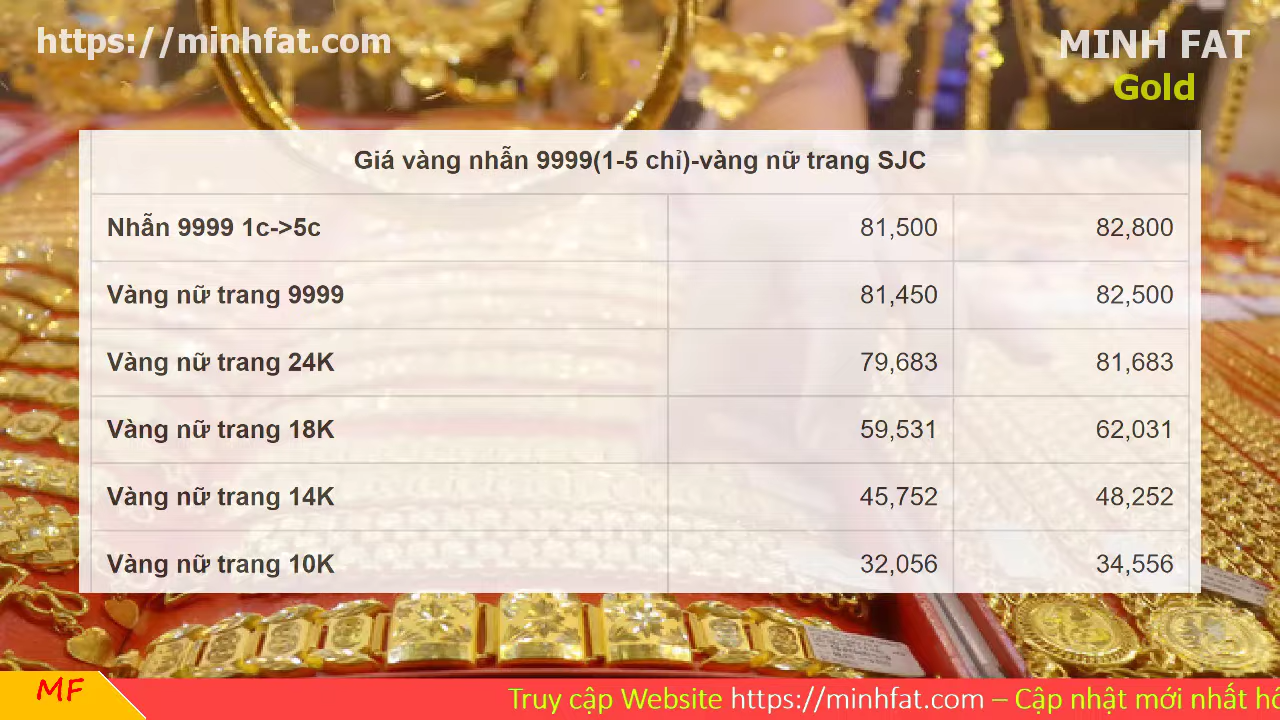 https://minhfat.com
MINH FAT
Gold
Giá vàng nhẫn 9999(1-5 chỉ)-vàng nữ trang SJC
Nhẫn 9999 1c->5c 81,500 82,800
Vàng nữ trang 9999 81,450 82,500
Vàng nữ trang 24K 79,683 81,683
Vàng nữ trang 18K 59,531 62,031
Vàng nữ trang 14K 45,752 48,252
Vàng nữ trang 10K 32,056 34,556
MF
Truy cập Website https://minhfat.com – Cập nhật mới nhất